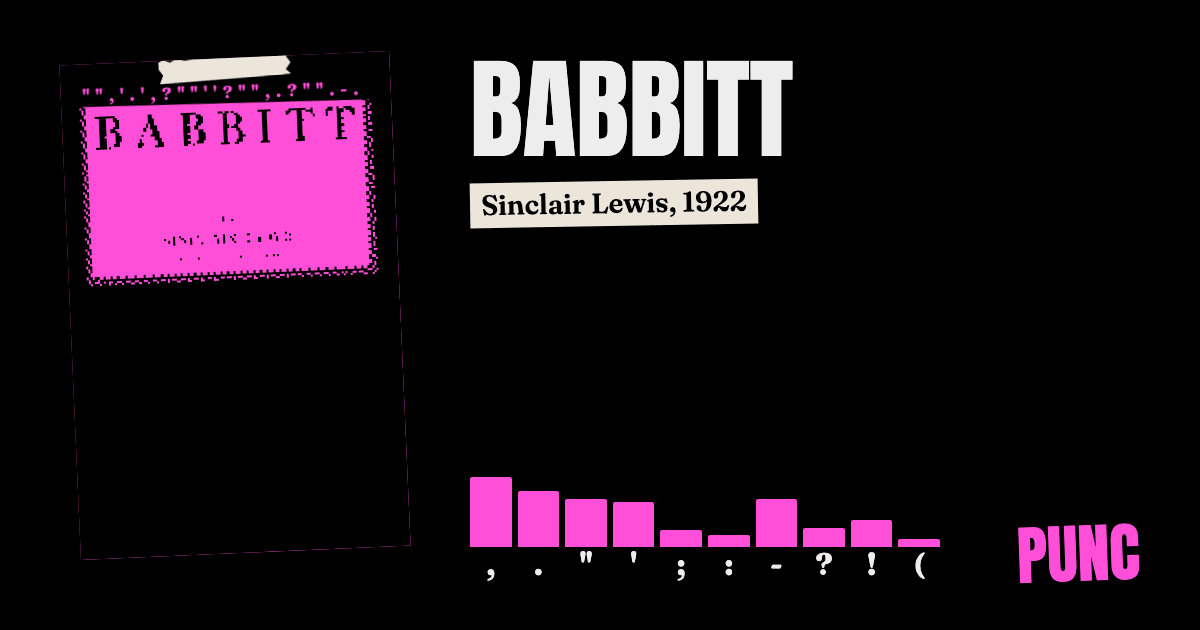 "",'.',?""''?"",.?"".-.
BABBITT
BABBITT
Sinclair Lewis, 1922
, . " ' ; : - ? ! (
PUNC